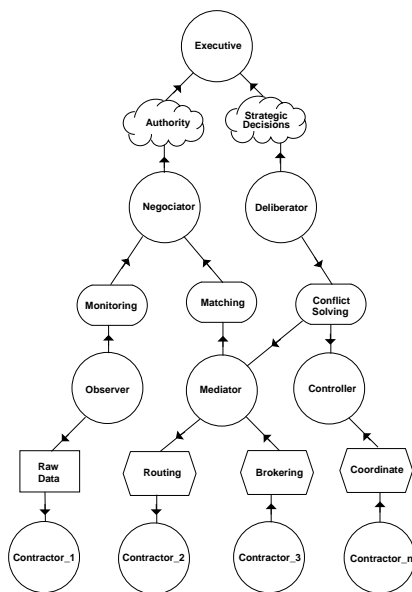 Executive
Authority
Strategic
Decisions
Negociator
Deliberator
Monitoring
Matching
Conflict
Solving
Observer
Mediator
Controller
Raw
Data
Routing
Brokering
Coordinate
Contractor_1
Contractor_2
Contractor_3
Contractor_n